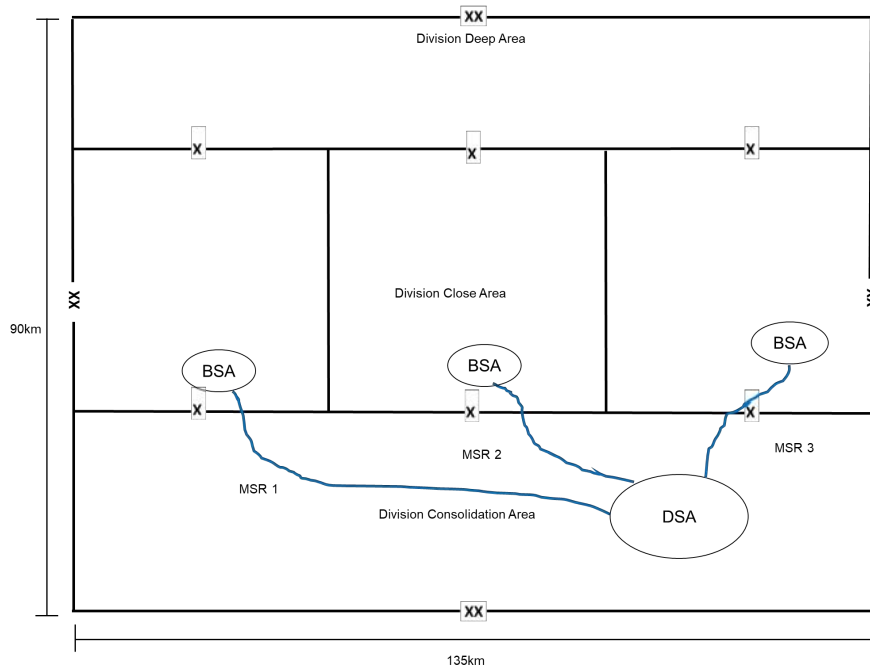 XX
Division Deep Area
X
X
X
Division Close Area
XX
XX
90km
BSA
BSA
BSA
X
X
X
MSR 1
MSR 2
MSR 3
Division Consolidation Area
DSA
XX
135km